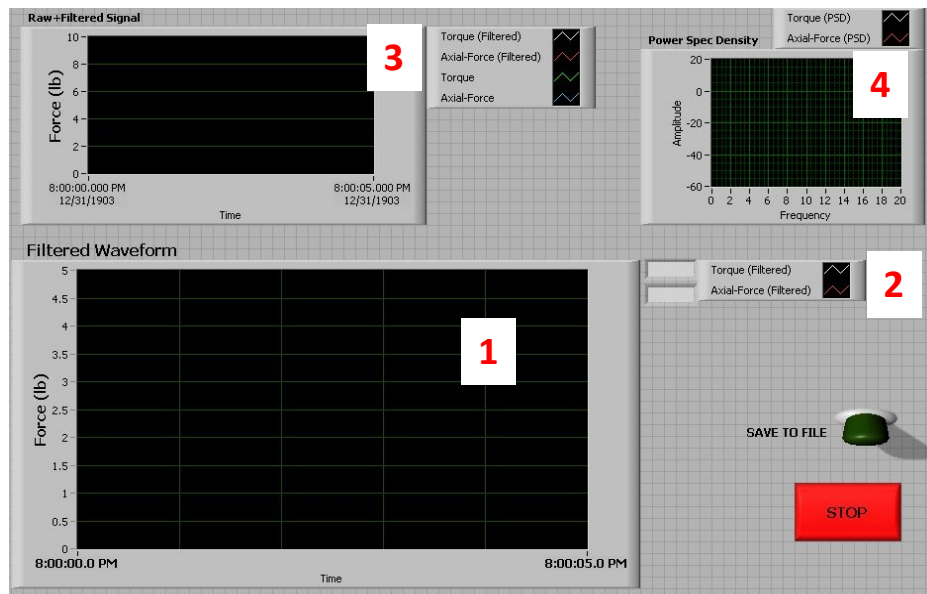 Raw+Filtered Signal
10
8
6
4
2
0
Force (lb)
8:00:00.000 PM
12/31/1903
8:00:05.000 PM
12/31/1903
Time
3
Torque (Filtered)
Axial-Force (Filtered)
Torque
Axial-Force
Torque (PSD)
Axial-Force (PSD)
Power Spec Density
4
20
0
-20
-40
-60
Amplitude
0 2 4 6 8 10 12 14 16 18 20
Frequency
Filtered Waveform
5
4.5
4
3.5
3
2.5
2
1.5
1
0.5
0
Force (lb)
1
8:00:00.0 PM
8:00:05.0 PM
Time
Torque (Filtered)
Axial-Force (Filtered)
2
SAVE TO FILE
STOP